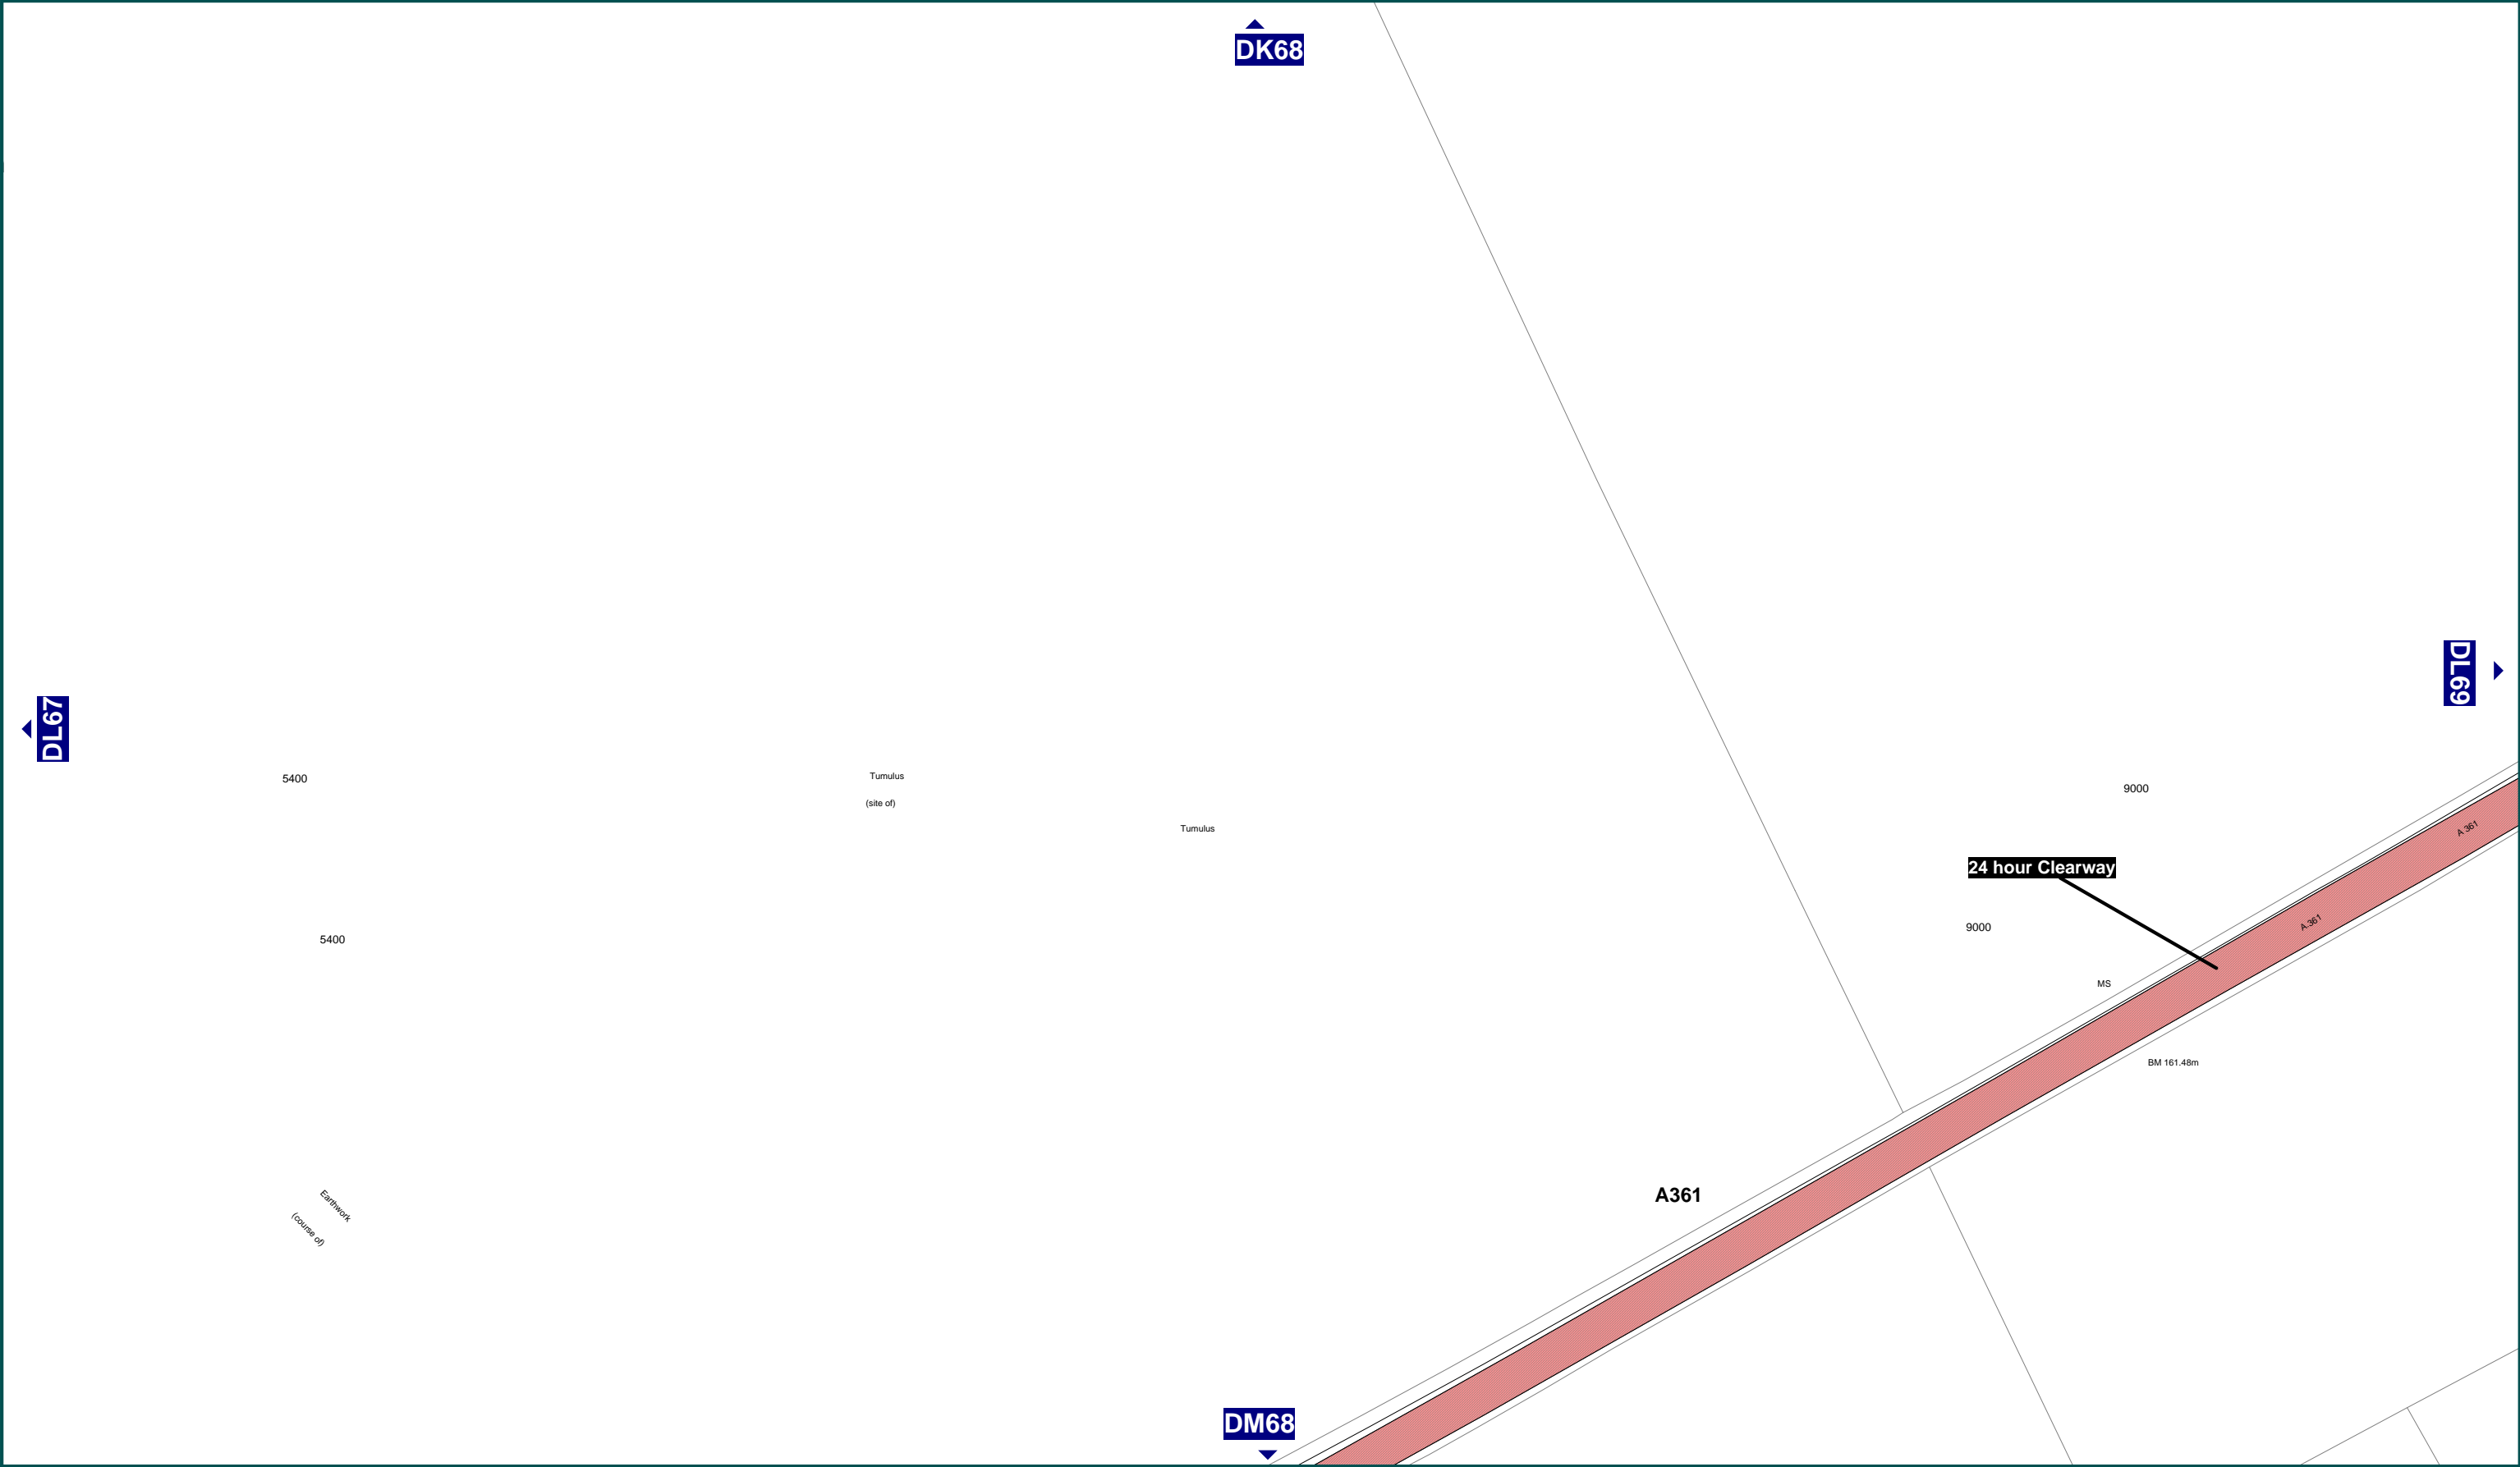 DK68
DL69
DL67
5400
Tumulus
(site of)
9000
Tumulus
A 361
24 hour Clearway
A 361
9000
5400
MS
BM 161.48m
A361
Earthwork
(course of)
DM68